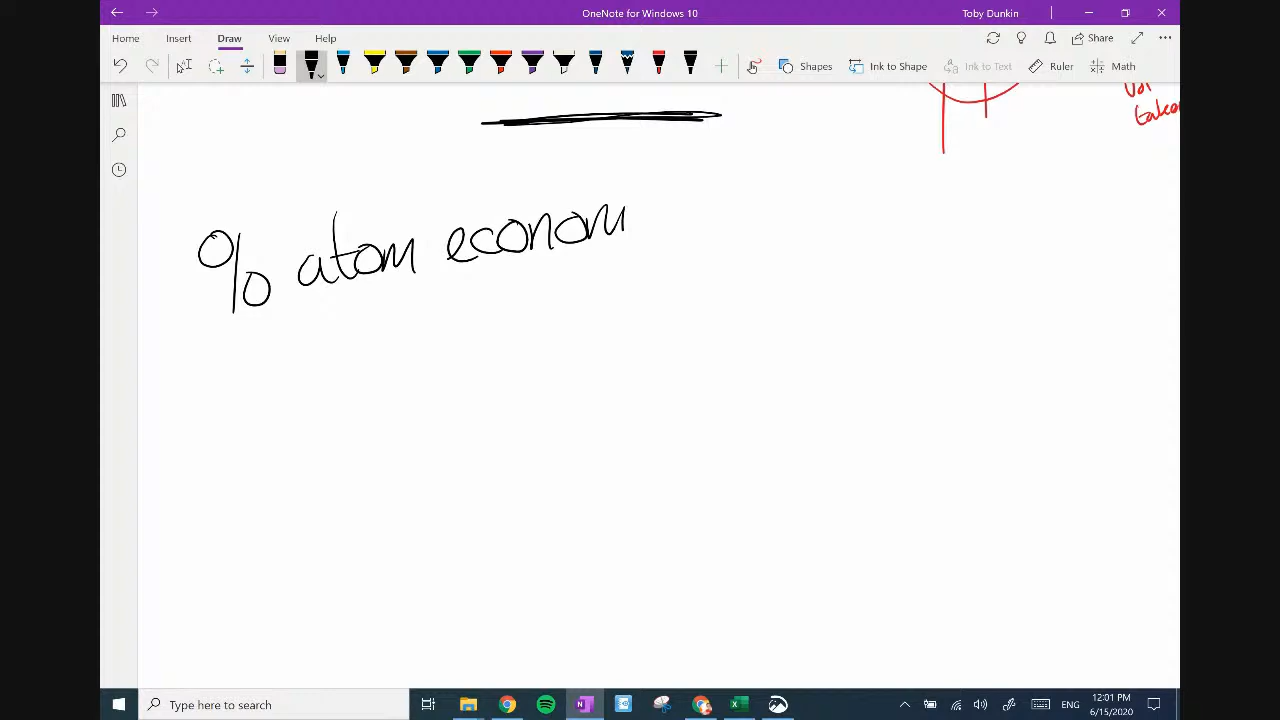 OneNote for Windows 10
Toby Dunkin
Home Insert Draw View Help
Share
Shapes Ink to Shape Ink to Text Ruler Math
Vol
% atom econom
Type here to search
ENG
12:01 PM
6/15/2020